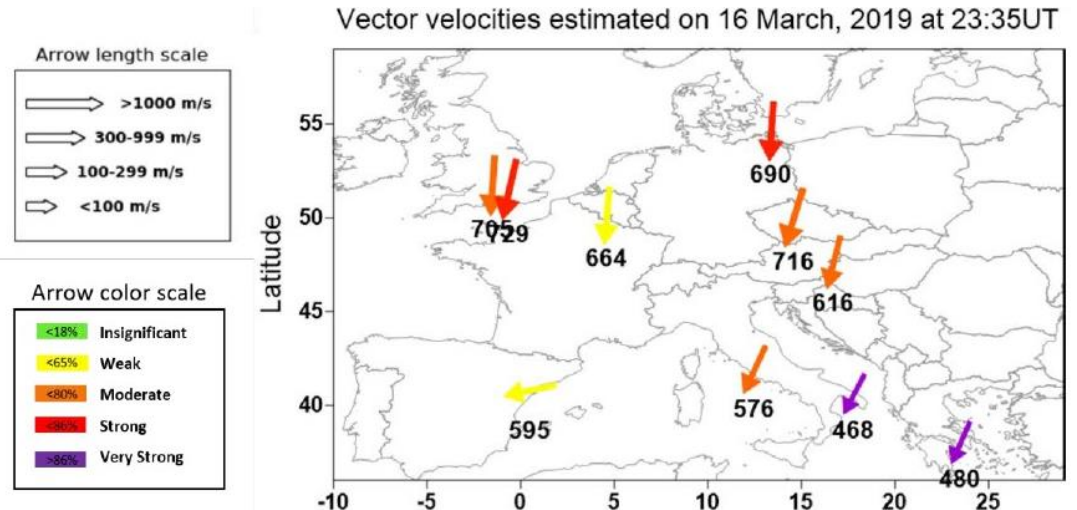 Vector velocities estimated on 16 March, 2019 at 23:35UT
Arrow length scale
>1000 m/s
300-999 m/s
100-299 m/s
<100 m/s
Arrow color scale
<18% Insignificant
<65% Weak
<80% Moderate
<86% Strong
>86% Very Strong
Latitude
55
50
45
40
-10 -5 0 5 10 15 20 25
690
705
729
664
716
616
576
595
468
480